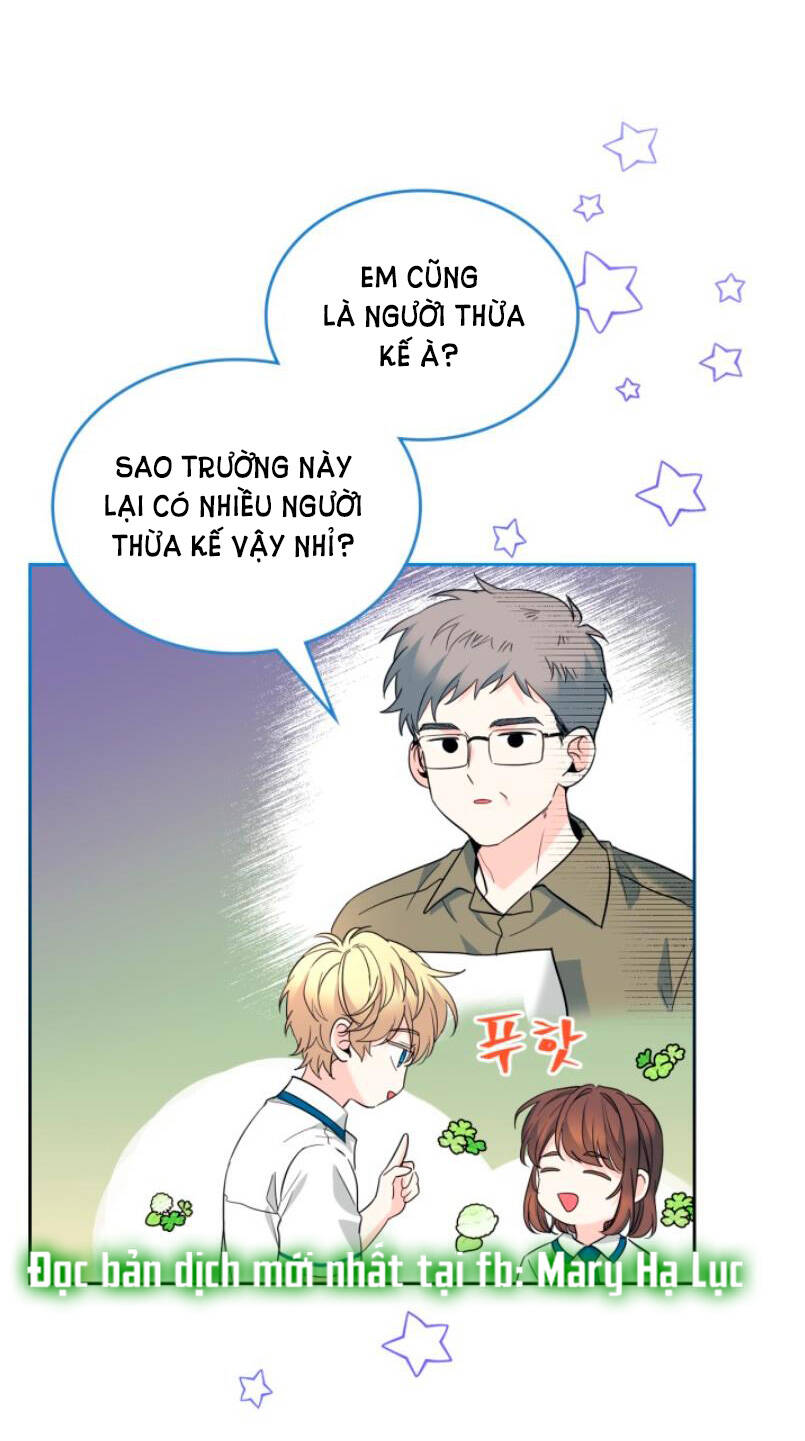 EM CŨNG
LÀ NGƯỜI THỪA
KẾ À?
SAO TRƯỜNG NÀY
LẠI CÓ NHIỀU NGƯỜI
THỪA KẾ VẬY NHỈ?
푸핫
Đọc bản dịch mới nhất tại fb: Mary Hạ Lục